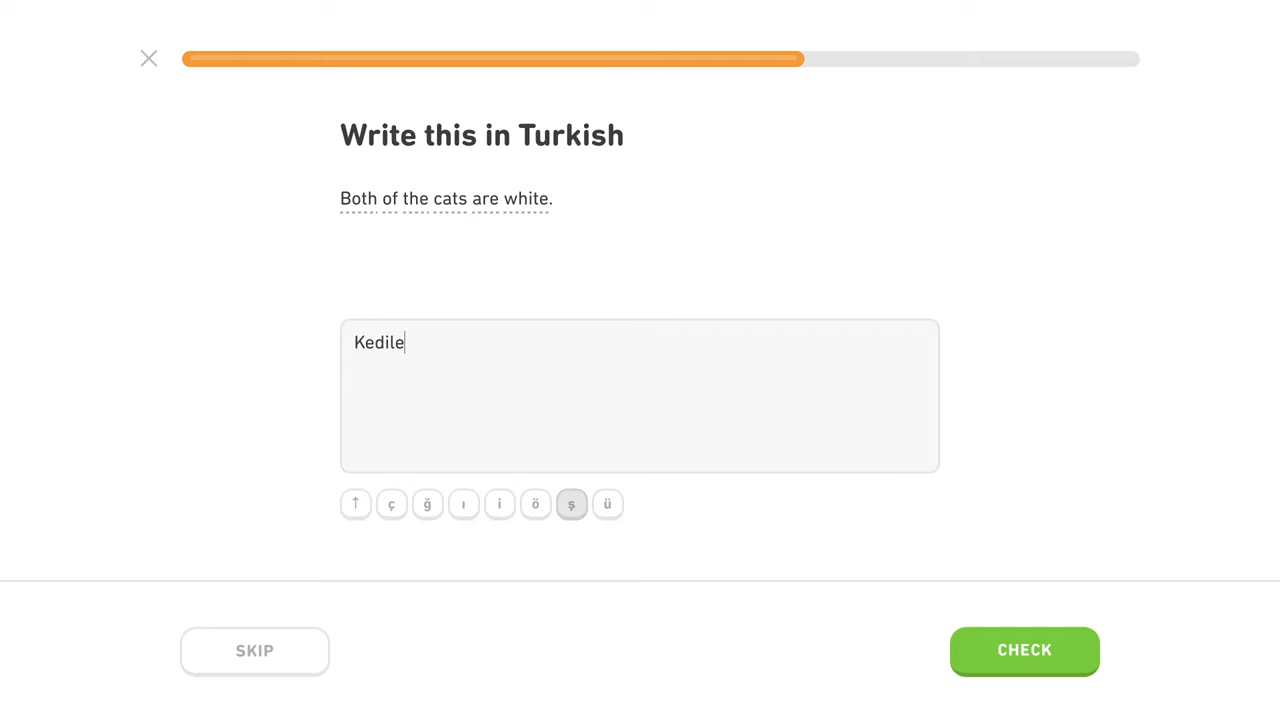 Write this in Turkish
Both of the cats are white.
Kedile
↑ ç ğ ı i ö ş ü
SKIP
CHECK